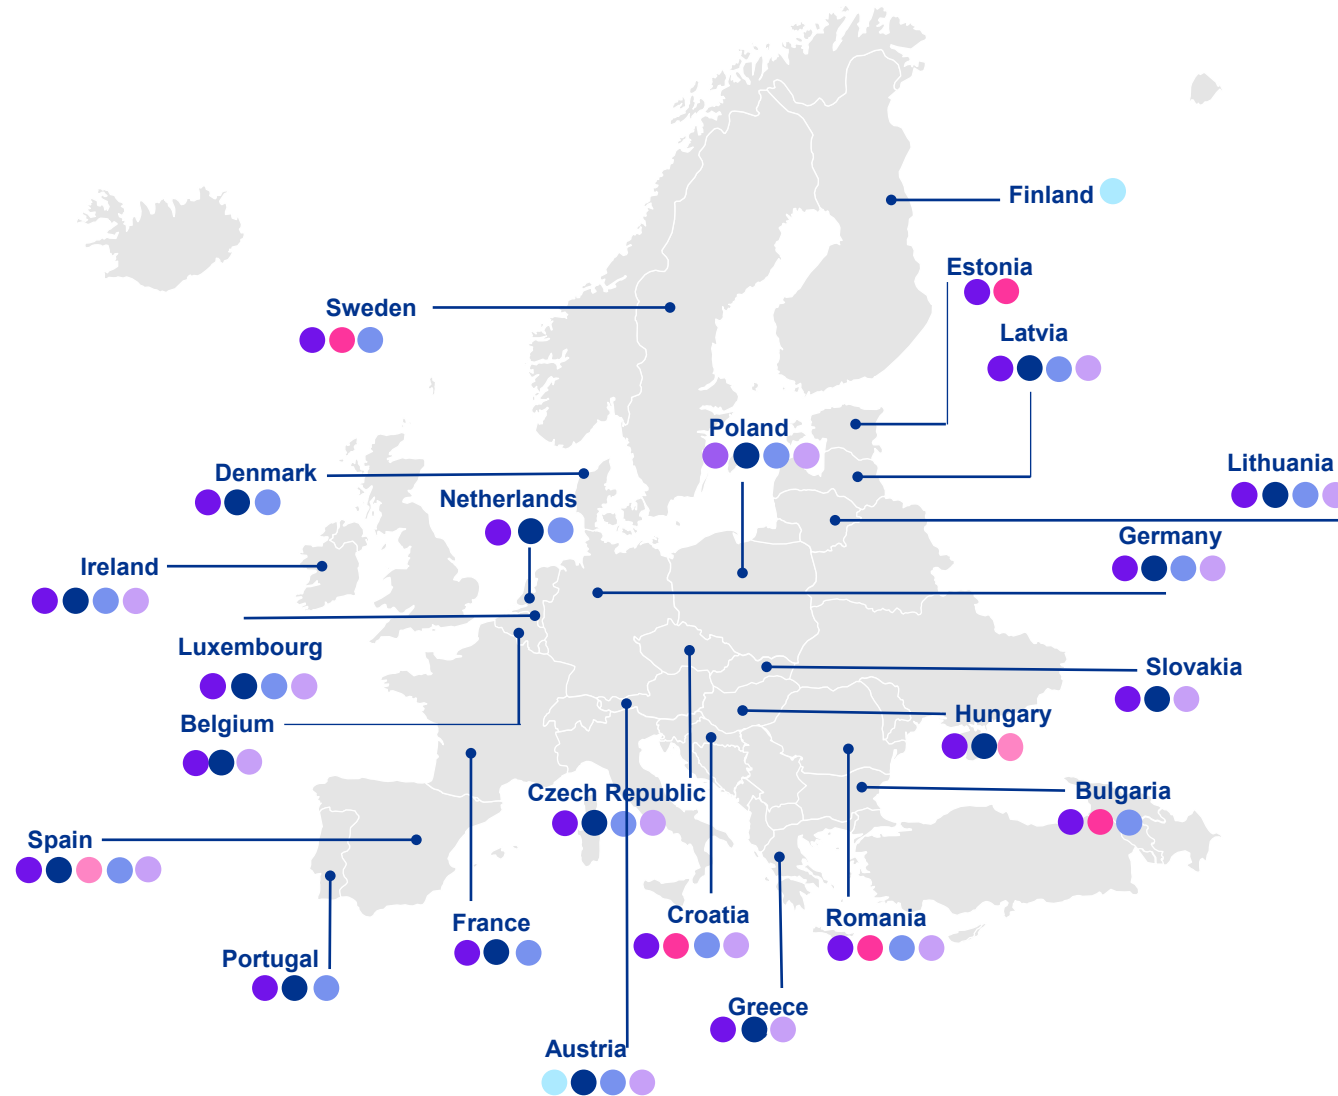 Finland
Estonia
Sweden
Latvia
Poland
Lithuania
Denmark
Netherlands
Germany
Ireland
Luxembourg
Slovakia
Hungary
Belgium
Czech Republic
Bulgaria
Spain
Croatia
Romania
France
Portugal
Greece
Austria